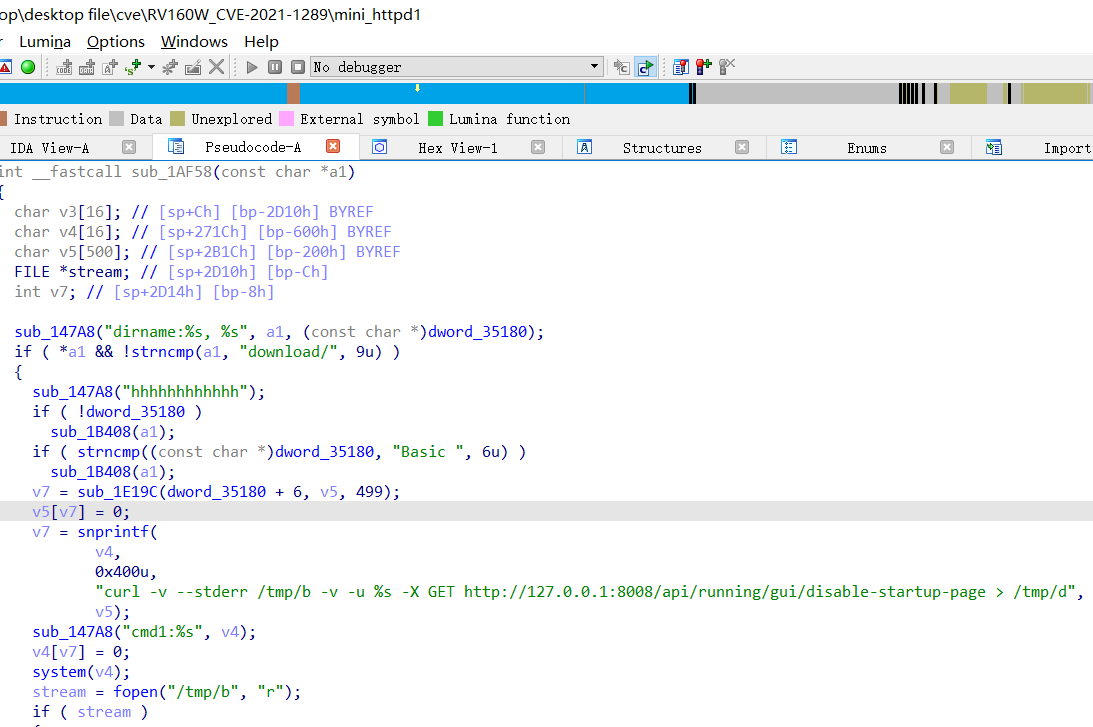 op\desktop file\cve\RV160W_CVE-2021-1289\mini_httpd1
r Lumina Options Windows Help
No debugger
Instruction Data Unexplored External symbol Lumina function
IDA View-A Pseudocode-A Hex View-1 Structures Enums Import
int __fastcall sub_1AF58(const char *a1)
{
char v3[16]; // [sp+Ch] [bp-2D10h] BYREF
char v4[16]; // [sp+271Ch] [bp-600h] BYREF
char v5[500]; // [sp+2B1Ch] [bp-200h] BYREF
FILE *stream; // [sp+2D10h] [bp-Ch]
int v7; // [sp+2D14h] [bp-8h]
sub_147A8("dirname:%s, %s", a1, (const char *)dword_35180);
if ( *a1 && !strncmp(a1, "download/", 9u) )
{
sub_147A8("hhhhhhhhhhhh");
if ( !dword_35180 )
sub_1B408(a1);
if ( strncmp((const char *)dword_35180, "Basic ", 6u) )
sub_1B408(a1);
v7 = sub_1E19C(dword_35180 + 6, v5, 499);
v5[v7] = 0;
v7 = snprintf(
v4,
0x400u,
"curl -v --stderr /tmp/b -v -u %s -X GET http://127.0.0.1:8008/api/running/gui/disable-startup-page > /tmp/d",
v5);
sub_147A8("cmd1:%s", v4);
v4[v7] = 0;
system(v4);
stream = fopen("/tmp/b", "r");
if ( stream )